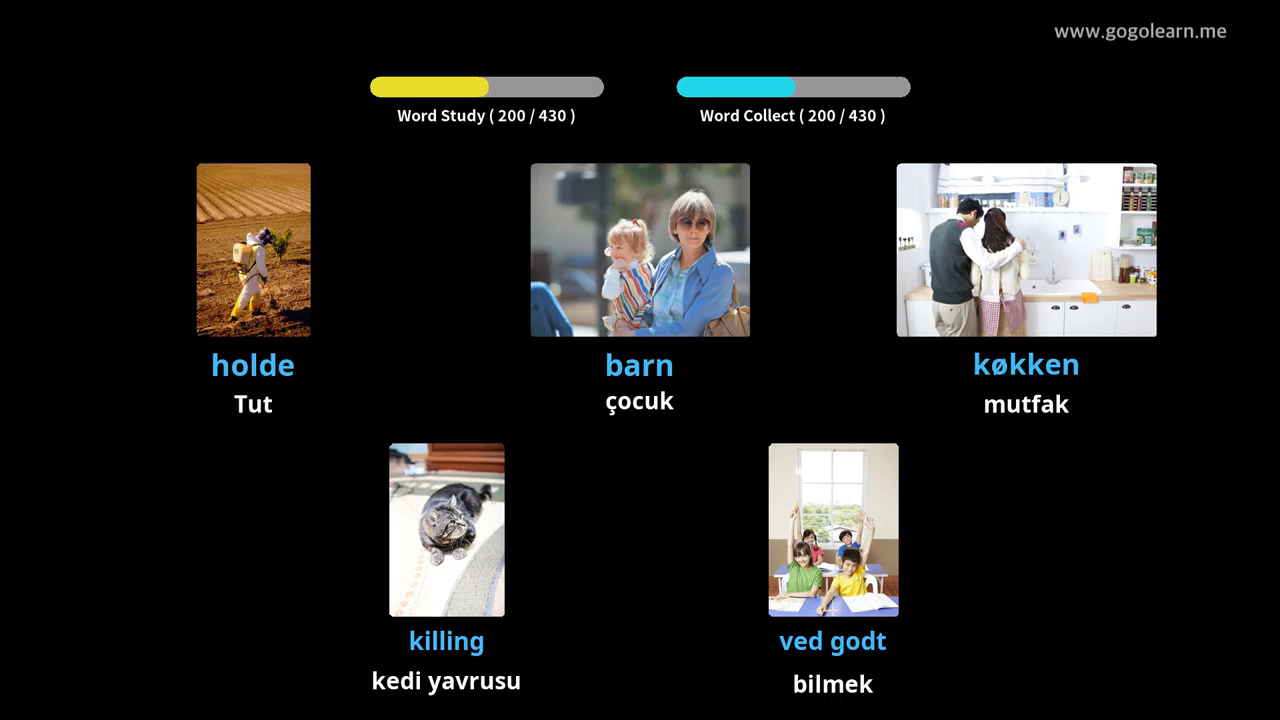 www.gogolearn.me
Word Study ( 200 / 430 )
Word Collect ( 200 / 430 )
holde
Tut
barn
çocuk
køkken
mutfak
killing
kedi yavrusu
ved godt
bilmek